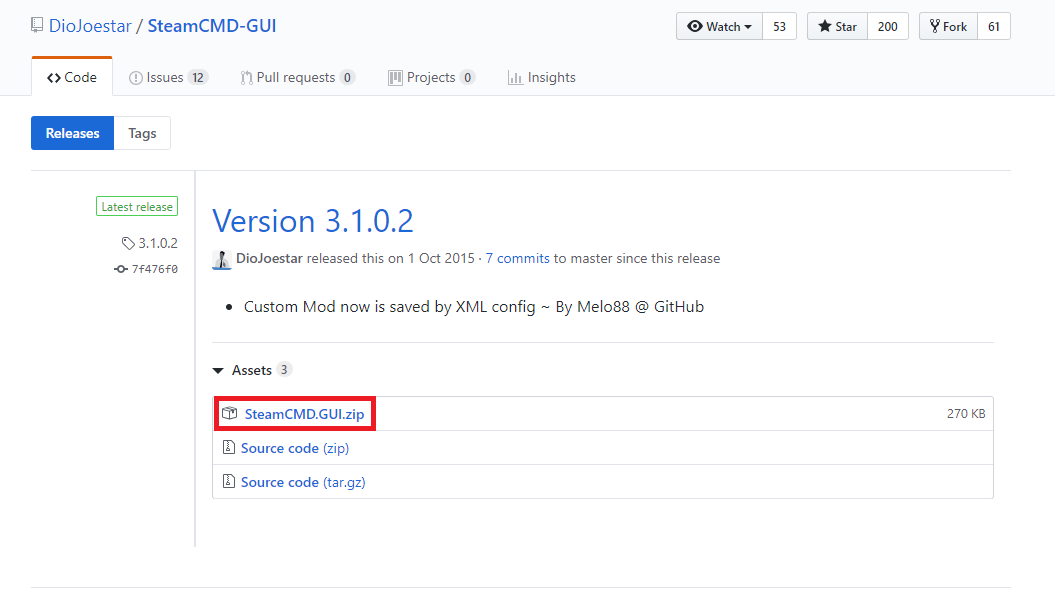 DioJoestar / SteamCMD-GUI
Watch 53 Star 200 Fork 61
Code Issues 12 Pull requests 0 Projects 0 Insights
Releases Tags
Latest release
3.1.0.2
7f476f0
Version 3.1.0.2
DioJoestar released this on 1 Oct 2015 · 7 commits to master since this release
• Custom Mod now is saved by XML config ~ By Melo88 @ GitHub
Assets 3
SteamCMD.GUI.zip 270 KB
Source code (zip)
Source code (tar.gz)